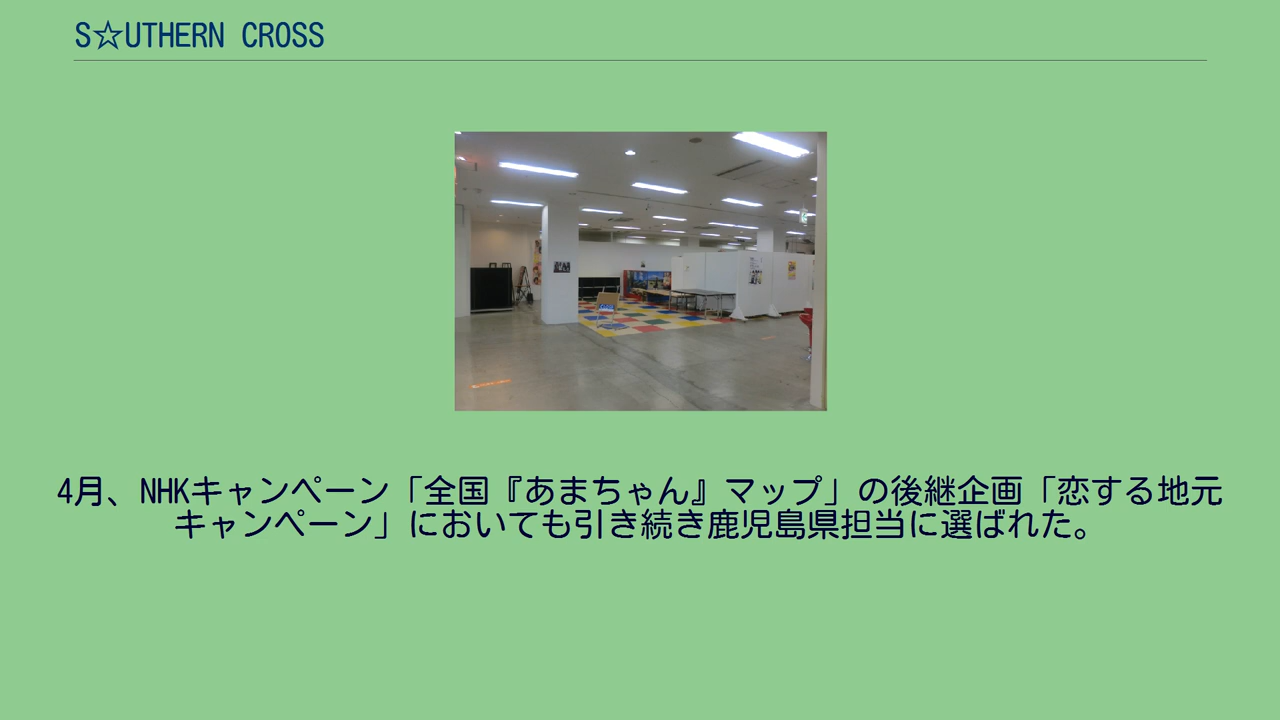 S☆UTHERN CROSS
4月、NHKキャンペーン「全国『あまちゃん』マップ」の後継企画「恋する地元
キャンペーン」においても引き続き鹿児島県担当に選ばれた。